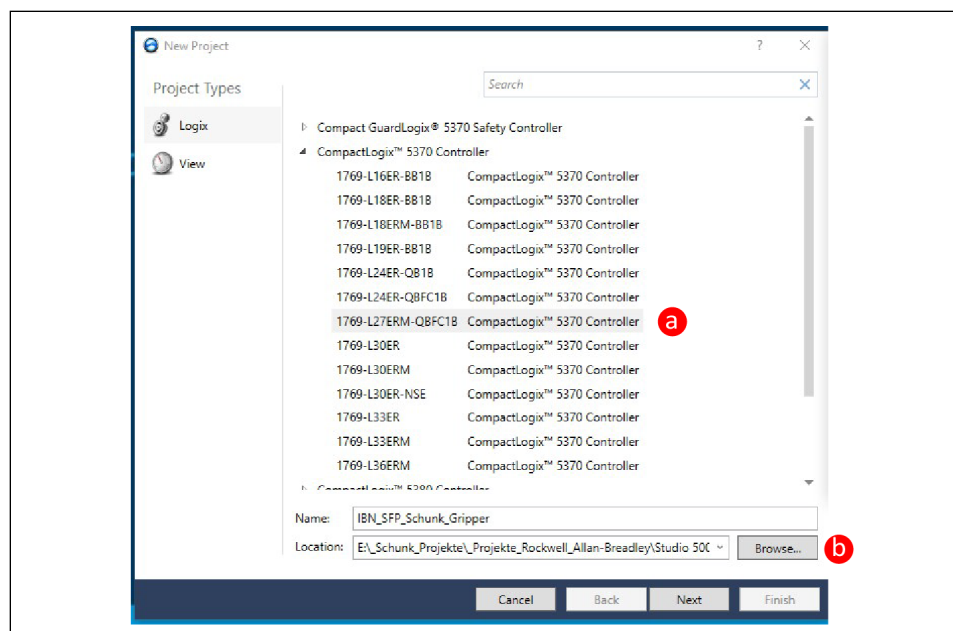 New Project
?
Project Types
Search
Logix
View
Compact GuardLogix® 5370 Safety Controller
CompactLogix™ 5370 Controller
1769-L16ER-BB1B CompactLogix™ 5370 Controller
1769-L18ER-BB1B CompactLogix™ 5370 Controller
1769-L18ERM-BB1B CompactLogix™ 5370 Controller
1769-L19ER-BB1B CompactLogix™ 5370 Controller
1769-L24ER-QB1B CompactLogix™ 5370 Controller
1769-L24ER-QBFC1B CompactLogix™ 5370 Controller
1769-L27ERM-QBFC1B CompactLogix™ 5370 Controller a
1769-L30ER CompactLogix™ 5370 Controller
1769-L30ERM CompactLogix™ 5370 Controller
1769-L30ER-NSE CompactLogix™ 5370 Controller
1769-L33ER CompactLogix™ 5370 Controller
1769-L33ERM CompactLogix™ 5370 Controller
1769-L36ERM CompactLogix™ 5370 Controller
CompactLogix™ 5380 Controller
Name: IBN_SFP_Schunk_Gripper
Location: E:\_Schunk_Projekte\_Projekte_Rockwell_Allan-Breadley\Studio 500 Browse... b
Cancel Back Next Finish